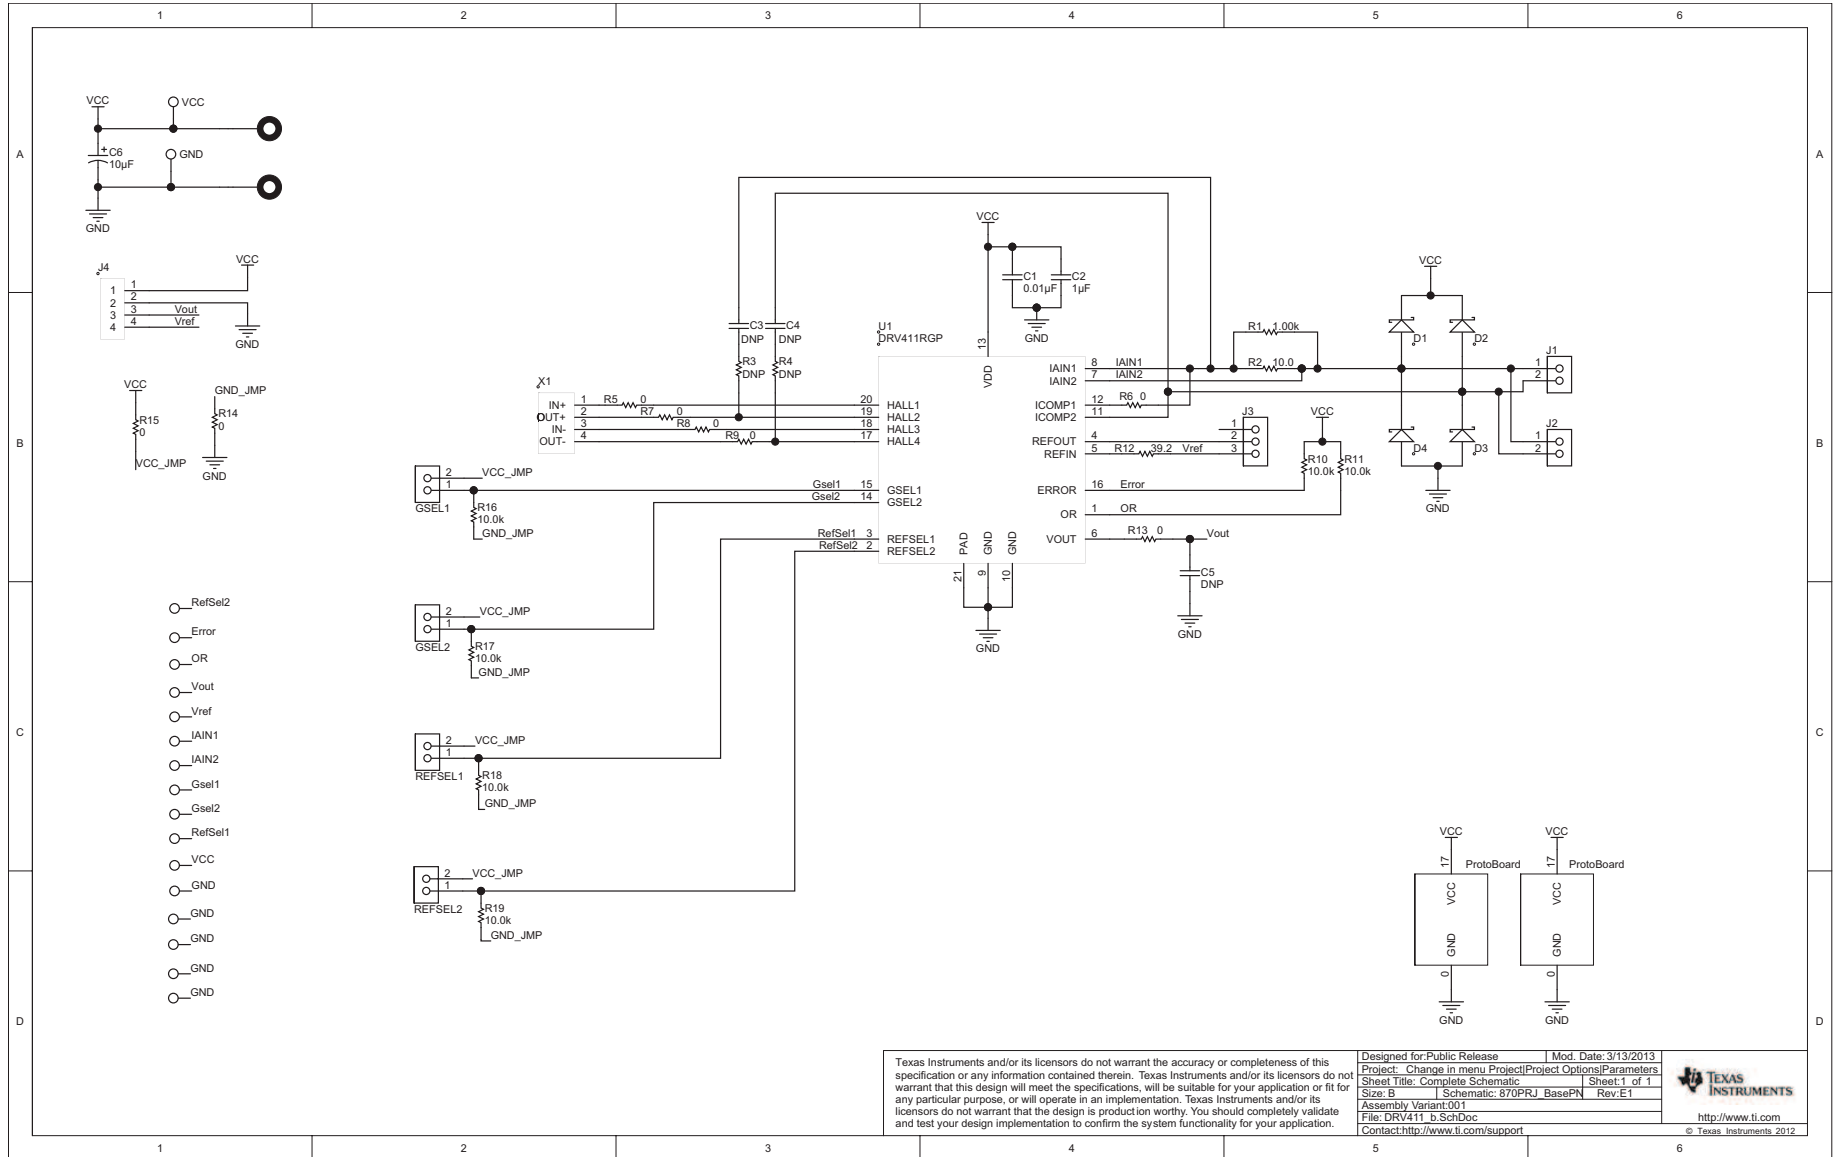 1 2 3 4 5 6
A A
VCC VCC
+ C6
10µF
GND
GND
J4
VCC
1 1
2 2
3 3 Vout
4 4 Vref
GND
VCC GND_JMP
R15 R14
0 0
VCC_JMP GND
B B
VCC
C1 C2
0.01µF 1µF
GND
C3 C4
DNP DNP
R3 R4
DNP DNP
U1
DRV411RGP
13
VDD
X1
IN+ 1 R5 0 20 HALL1
OUT+ 2 R7 0 19 HALL2
IN- 3 R8 0 18 HALL3
OUT- 4 R9 0 17 HALL4
Gsel1 15 GSEL1
Gsel2 14 GSEL2
RefSel1 3 REFSEL1
RefSel2 2 REFSEL2
PAD GND GND
21 9 10
GND
IAIN1 8 IAIN1
IAIN2 7 IAIN2
ICOMP1 12 R6 0
ICOMP2 11
REFOUT 4
REFIN 5 R12 39.2 Vref
ERROR 16 Error
OR 1 OR
VOUT 6 R13 0 Vout
C5
DNP
GND
R1 1.00k
R2 10.0
J3
1
2
3
VCC
R10 R11
10.0k 10.0k
VCC
D1 D2
D4 D3
GND
J1
1
2
J2
1
2
2 VCC_JMP
1
GSEL1
R16
10.0k
GND_JMP
2 VCC_JMP
1
GSEL2
R17
10.0k
GND_JMP
2 VCC_JMP
1
REFSEL1
R18
10.0k
GND_JMP
2 VCC_JMP
1
REFSEL2
R19
10.0k
GND_JMP
C C
RefSel2
Error
OR
Vout
Vref
IAIN1
IAIN2
Gsel1
Gsel2
RefSel1
VCC
GND
GND
GND
GND
GND
VCC VCC
17 ProtoBoard 17 ProtoBoard
VCC VCC
GND GND
0 0
GND GND
D D
Texas Instruments and/or its licensors do not warrant the accuracy or completeness of this
specification or any information contained therein. Texas Instruments and/or its licensors do not
warrant that this design will meet the specifications, will be suitable for your application or fit for
any particular purpose, or will operate in an implementation. Texas Instruments and/or its
licensors do not warrant that the design is production worthy. You should completely validate
and test your design implementation to confirm the system functionality for your application.
Designed for:Public Release Mod. Date: 3/13/2013
Project: Change in menu Project|Project Options|Parameters
Sheet Title: Complete Schematic Sheet:1 of 1
Size: B Schematic: 870PRJ_BasePN Rev:E1
Assembly Variant:001
File: DRV411_b.SchDoc
Contact:http://www.ti.com/support
TEXAS
INSTRUMENTS
http://www.ti.com
© Texas Instruments 2012
1 2 3 4 5 6